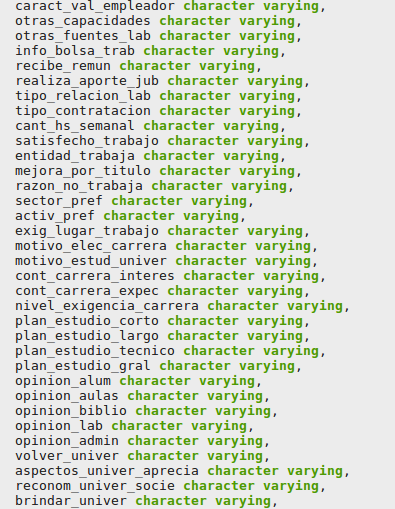 caract_val_empleador character varying,
otras_capacidades character varying,
otras_fuentes_lab character varying,
info_bolsa_trab character varying,
recibe_remun character varying,
realiza_aporte_jub character varying,
tipo_relacion_lab character varying,
tipo_contratacion character varying,
cant_hs_semanal character varying,
satisfecho_trabajo character varying,
entidad_trabaja character varying,
mejora_por_titulo character varying,
razon_no_trabaja character varying,
sector_pref character varying,
activ_pref character varying,
exig_lugar_trabajo character varying,
motivo_elec_carrera character varying,
motivo_estud_univer character varying,
cont_carrera_interes character varying,
cont_carrera_expec character varying,
nivel_exigencia_carrera character varying,
plan_estudio_corto character varying,
plan_estudio_largo character varying,
plan_estudio_tecnico character varying,
plan_estudio_gral character varying,
opinion_alum character varying,
opinion_aulas character varying,
opinion_biblio character varying,
opinion_lab character varying,
opinion_admin character varying,
volver_univer character varying,
aspectos_univer_aprecia character varying,
reconom_univer_socie character varying,
brindar_univer character varying,